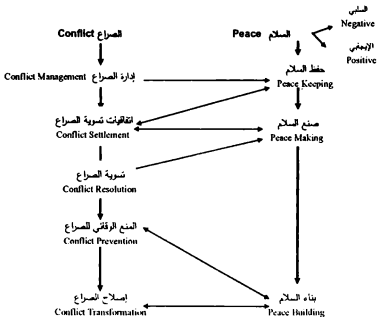 الصراع Conflict
السلام Peace
السلبي
Negative
الإيجابي
Positive
إدارة الصراع Conflict Management
حفظ السلام
Peace Keeping
اتفاقيات تسوية الصراع
Conflict Settlement
صنع السلام
Peace Making
تسوية الصراع
Conflict Resolution
المنع الوقائي للصراع
Conflict Prevention
إصلاح الصراع
Conflict Transformation
بناء السلام
Peace Building